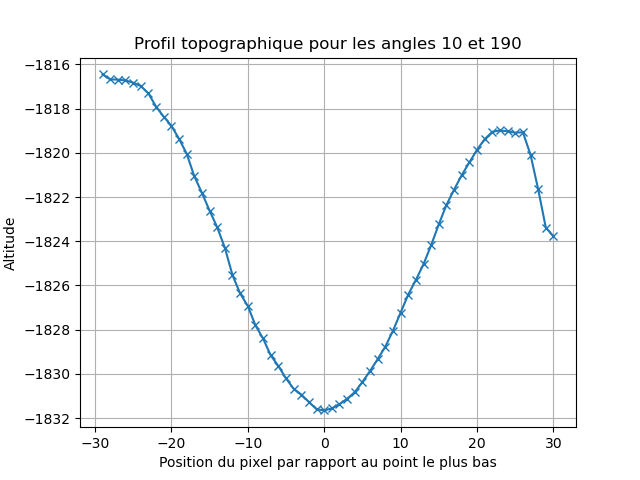 Profil topographique pour les angles 10 et 190
Altitude
−1816
−1818
−1820
−1822
−1824
−1826
−1828
−1830
−1832
−30 −20 −10 0 10 20 30
Position du pixel par rapport au point le plus bas